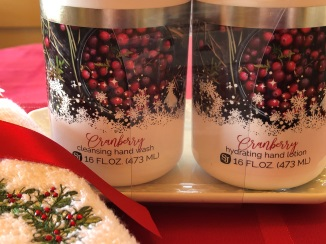 Cranberry
cleansing hand wash
16 FL.OZ. (473 ML)
Cranberry
hydrating hand lotion
16 FL.OZ. (473 ML)